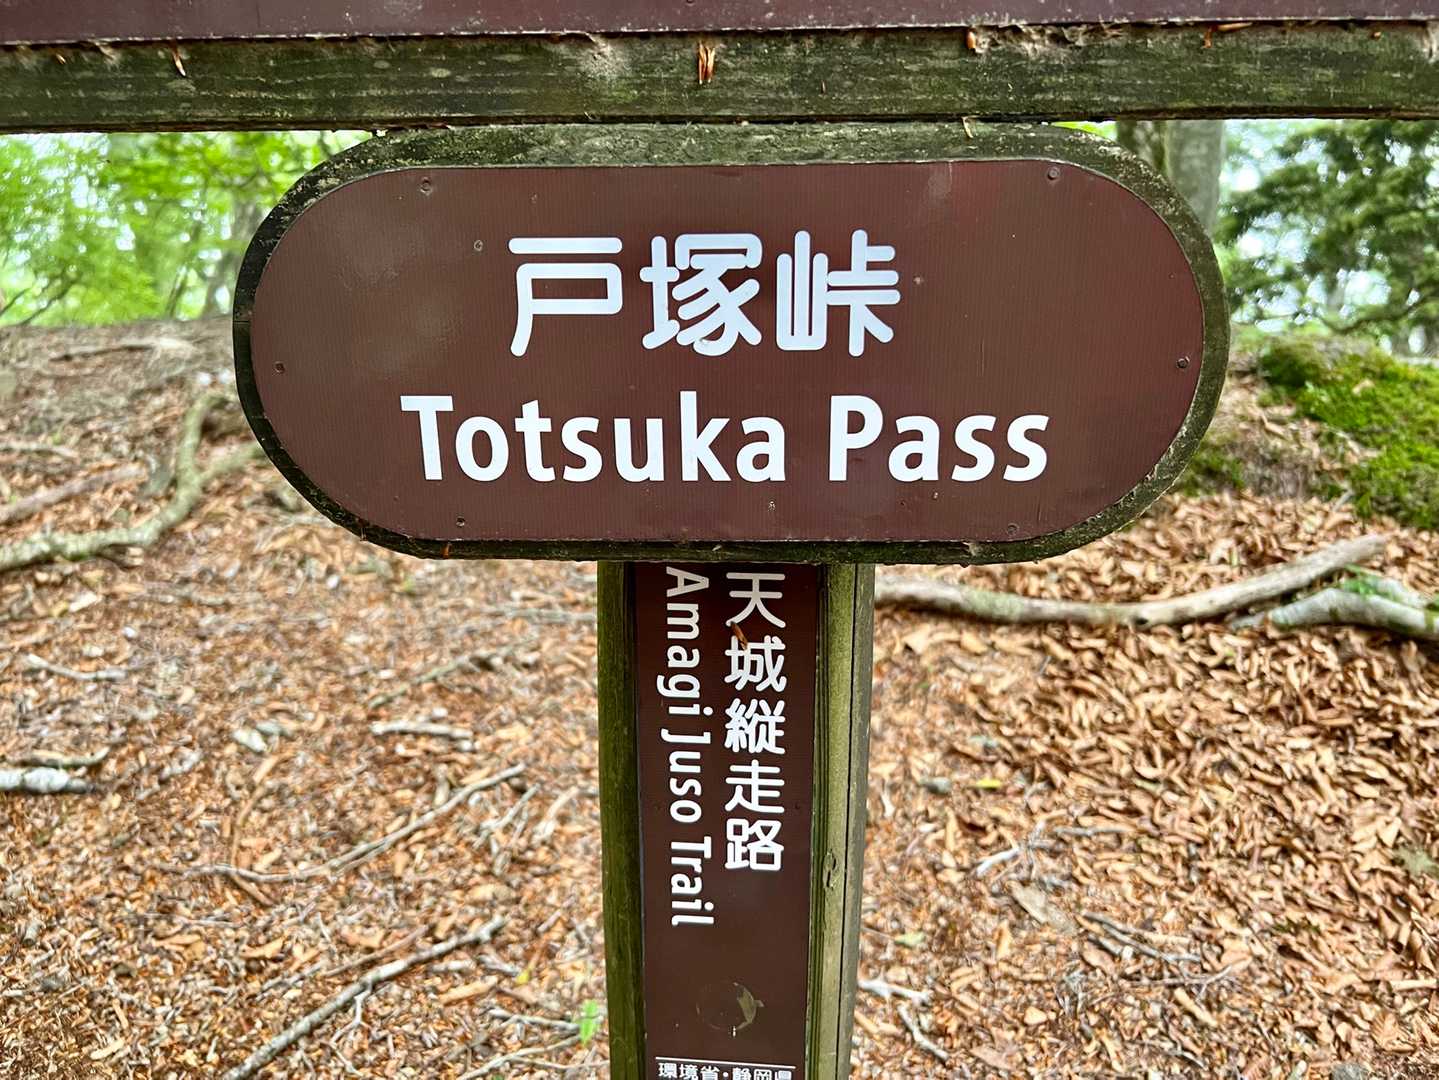 戸塚峠
Totsuka Pass
天城縦走路
Amagi Juso Trail
環境省・静岡県